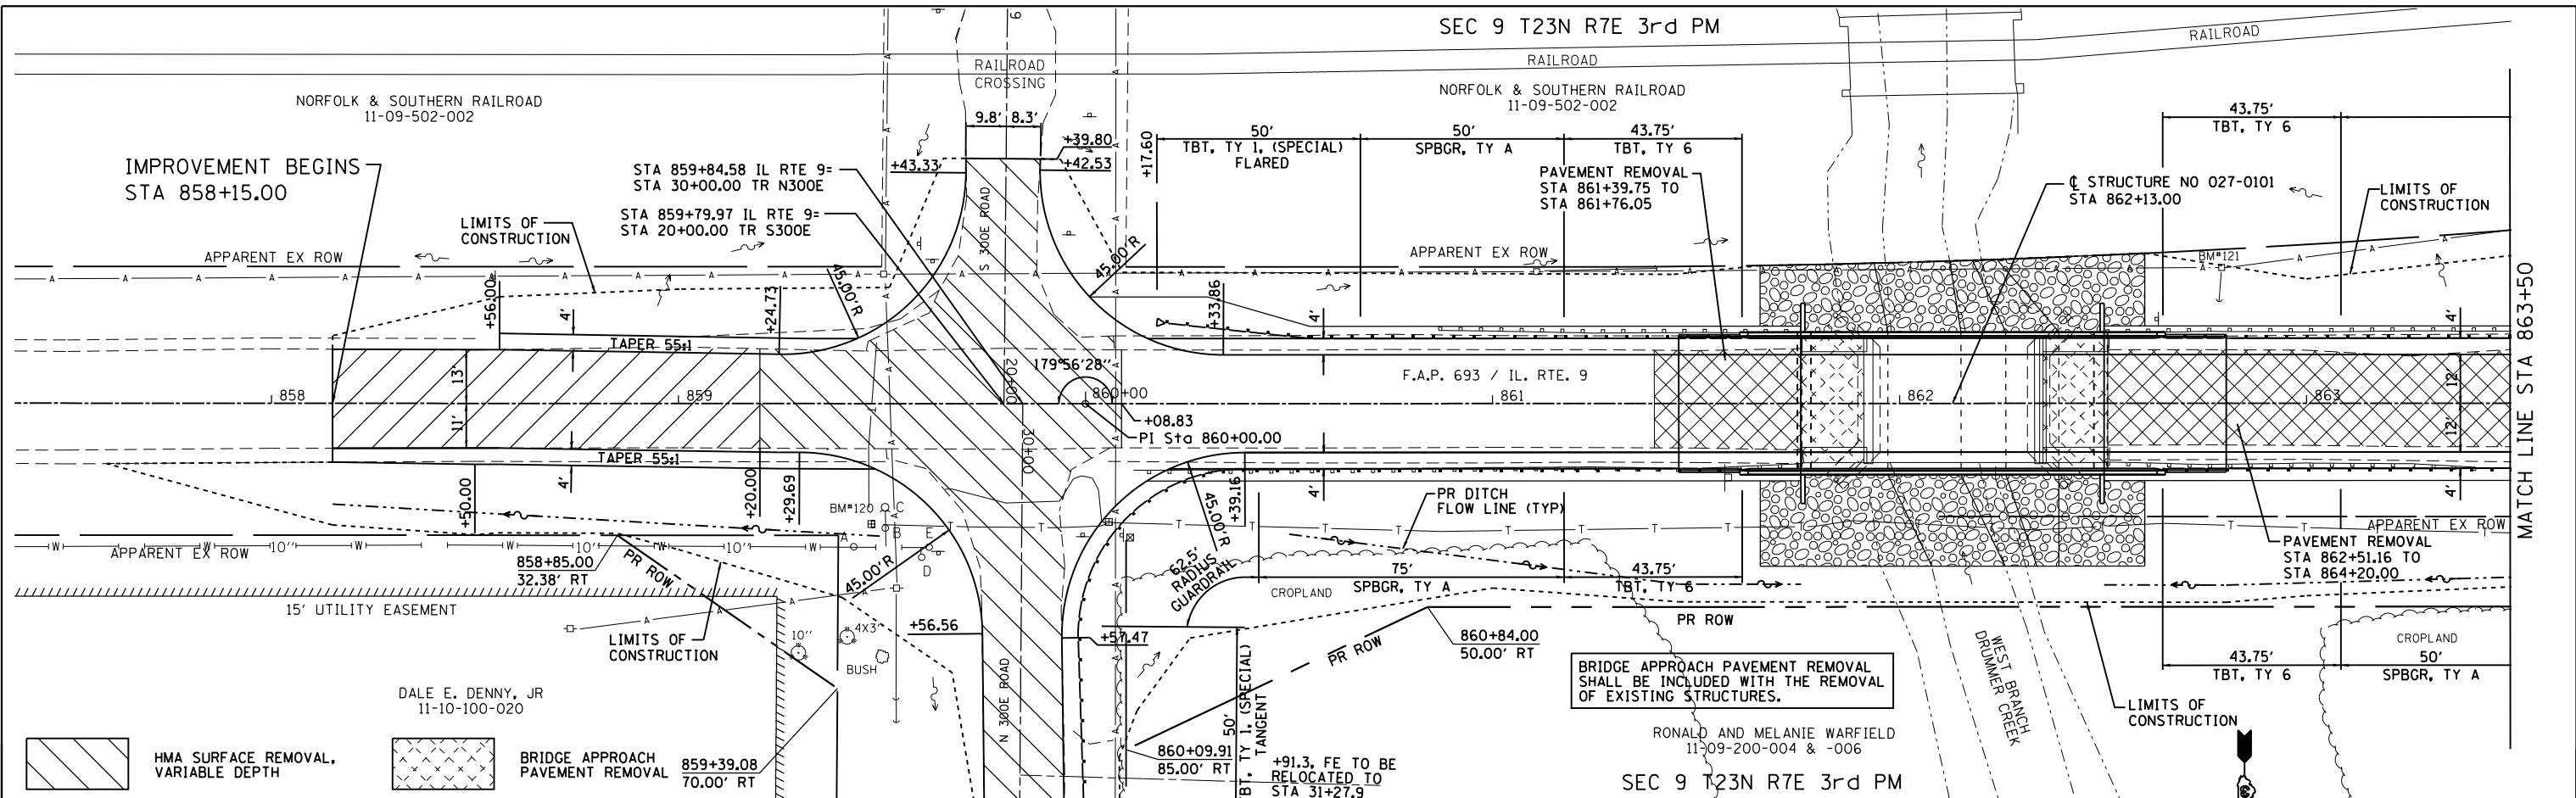 SEC 9 T23N R7E 3rd PM
RAILROAD
RAILROAD
RAILROAD
CROSSING
NORFOLK & SOUTHERN RAILROAD
11-09-502-002
NORFOLK & SOUTHERN RAILROAD
11-09-502-002
IMPROVEMENT BEGINS
STA 858+15.00
STA 859+84.58 IL RTE 9=
STA 30+00.00 TR N300E
STA 859+79.97 IL RTE 9=
STA 20+00.00 TR S300E
LIMITS OF
CONSTRUCTION
APPARENT EX ROW
9.8' 8.3'
+39.80
+43.33
+42.53
+17.60
50'
TBT, TY 1, (SPECIAL)
FLARED
50'
SPBGR, TY A
43.75'
TBT, TY 6
43.75'
TBT, TY 6
PAVEMENT REMOVAL
STA 861+39.75 TO
STA 861+76.05
℄ STRUCTURE NO 027-0101
STA 862+13.00
LIMITS OF
CONSTRUCTION
APPARENT EX ROW
BM#121
S 300E ROAD
45.00'R
45.00'R
+56.00
+24.73
+33.86
4'
4'
4'
TAPER 55:1
13'
11'
179°56'28''
20+00
30+00
858
859
860+00
861
862
863
F.A.P. 693 / IL. RTE. 9
12'
12'
+08.83
PI Sta 860+00.00
MATCH LINE STA 863+50
TAPER 55:1
4'
4'
4'
+50.00
+20.00
+29.69
+39.16
BM#120
A
B
C
D
E
45.00'R
45.00'R
62.5'
RADIUS
GUARDRAIL
PR DITCH
FLOW LINE (TYP)
APPARENT EX ROW
PAVEMENT REMOVAL
STA 862+51.16 TO
STA 864+20.00
APPARENT EX ROW
10''
10''
10''
858+85.00
32.38' RT
PR ROW
15' UTILITY EASEMENT
LIMITS OF
CONSTRUCTION
10''
4X3''
BUSH
+56.56
+57.47
75'
SPBGR, TY A
43.75'
TBT, TY 6
CROPLAND
PR ROW
860+84.00
50.00' RT
PR ROW
BRIDGE APPROACH PAVEMENT REMOVAL
SHALL BE INCLUDED WITH THE REMOVAL
OF EXISTING STRUCTURES.
WEST BRANCH
DRUMMER CREEK
CROPLAND
43.75'
TBT, TY 6
50'
SPBGR, TY A
LIMITS OF
CONSTRUCTION
DALE E. DENNY, JR
11-10-100-020
N 300E ROAD
50'
TBT, TY 1, (SPECIAL)
TANGENT
860+09.91
85.00' RT
+91.3, FE TO BE
RELOCATED TO
STA 31+27.9
RONALD AND MELANIE WARFIELD
11-09-200-004 & -006
SEC 9 T23N R7E 3rd PM
HMA SURFACE REMOVAL,
VARIABLE DEPTH
BRIDGE APPROACH
PAVEMENT REMOVAL
859+39.08
70.00' RT